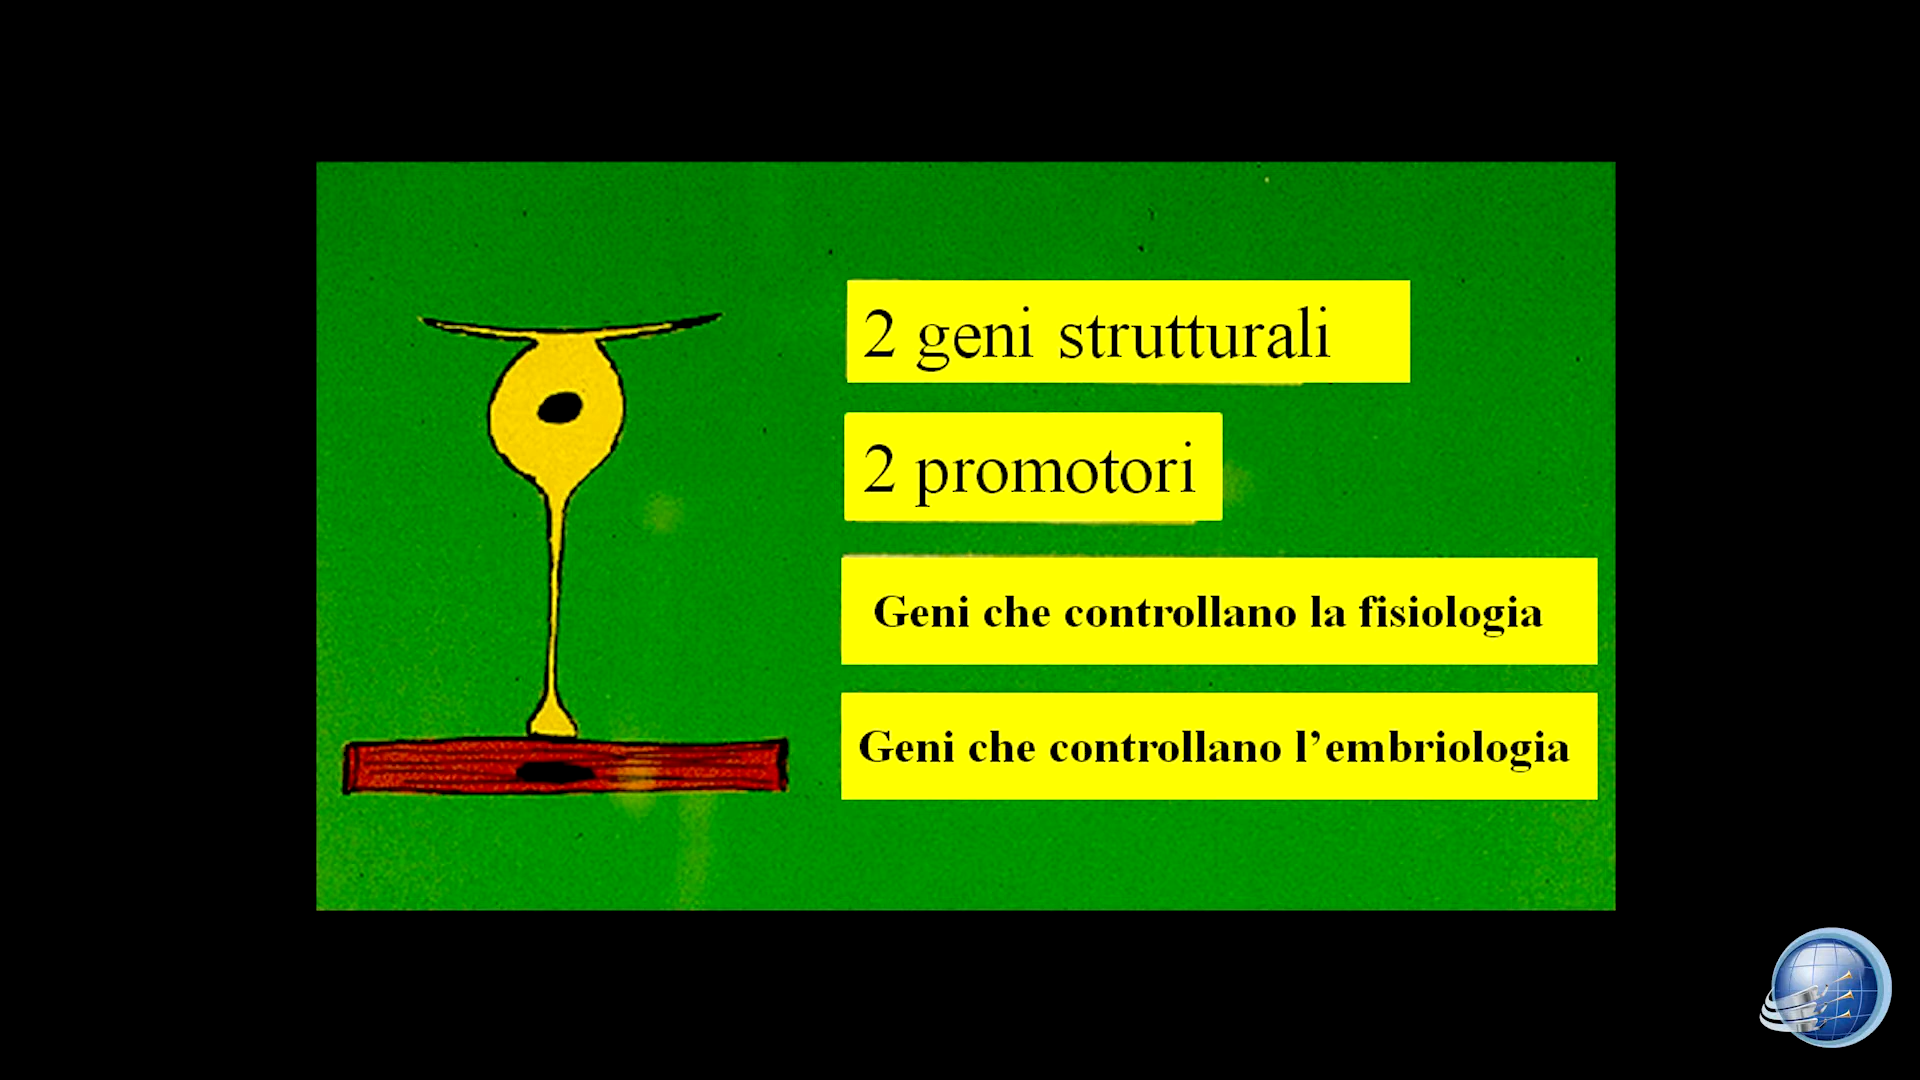 2 geni strutturali
2 promotori
Geni che controllano la fisiologia
Geni che controllano l’embriologia